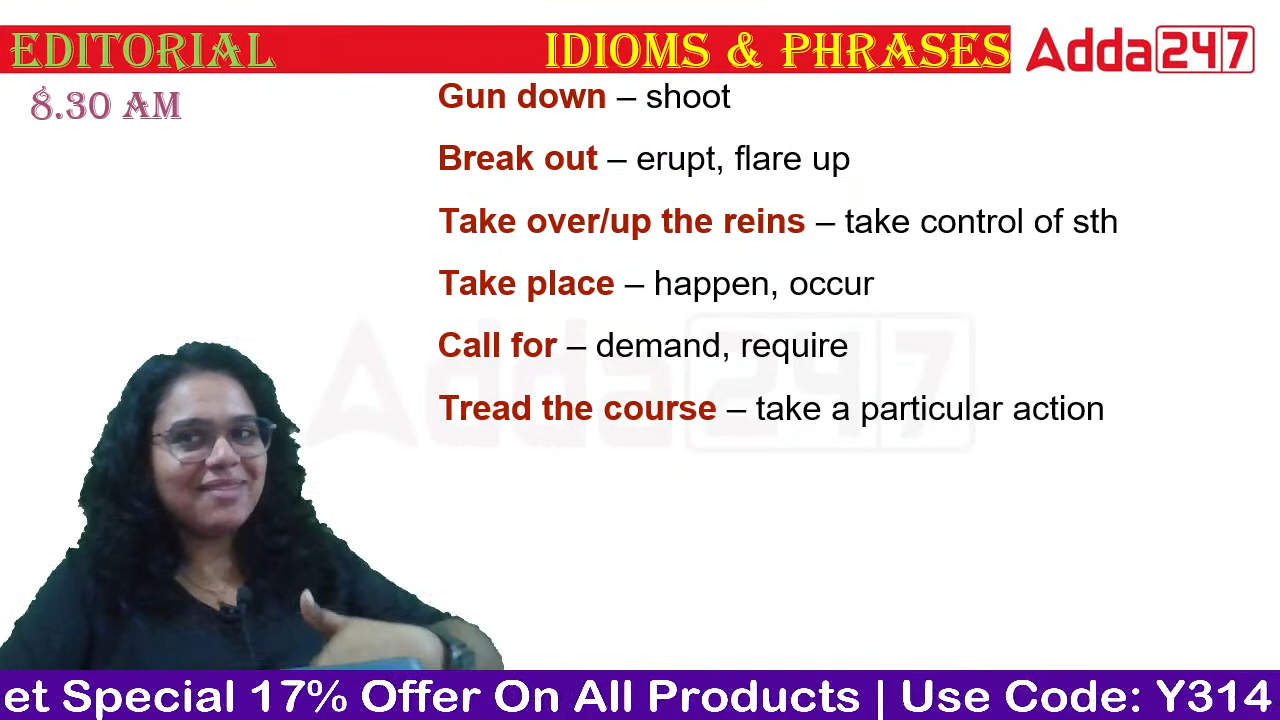 EDITORIAL IDIOMS & PHRASES Adda247
8.30 AM
Gun down – shoot
Break out – erupt, flare up
Take over/up the reins – take control of sth
Take place – happen, occur
Call for – demand, require
Adda247
Tread the course – take a particular action
et Special 17% Offer On All Products | Use Code: Y314